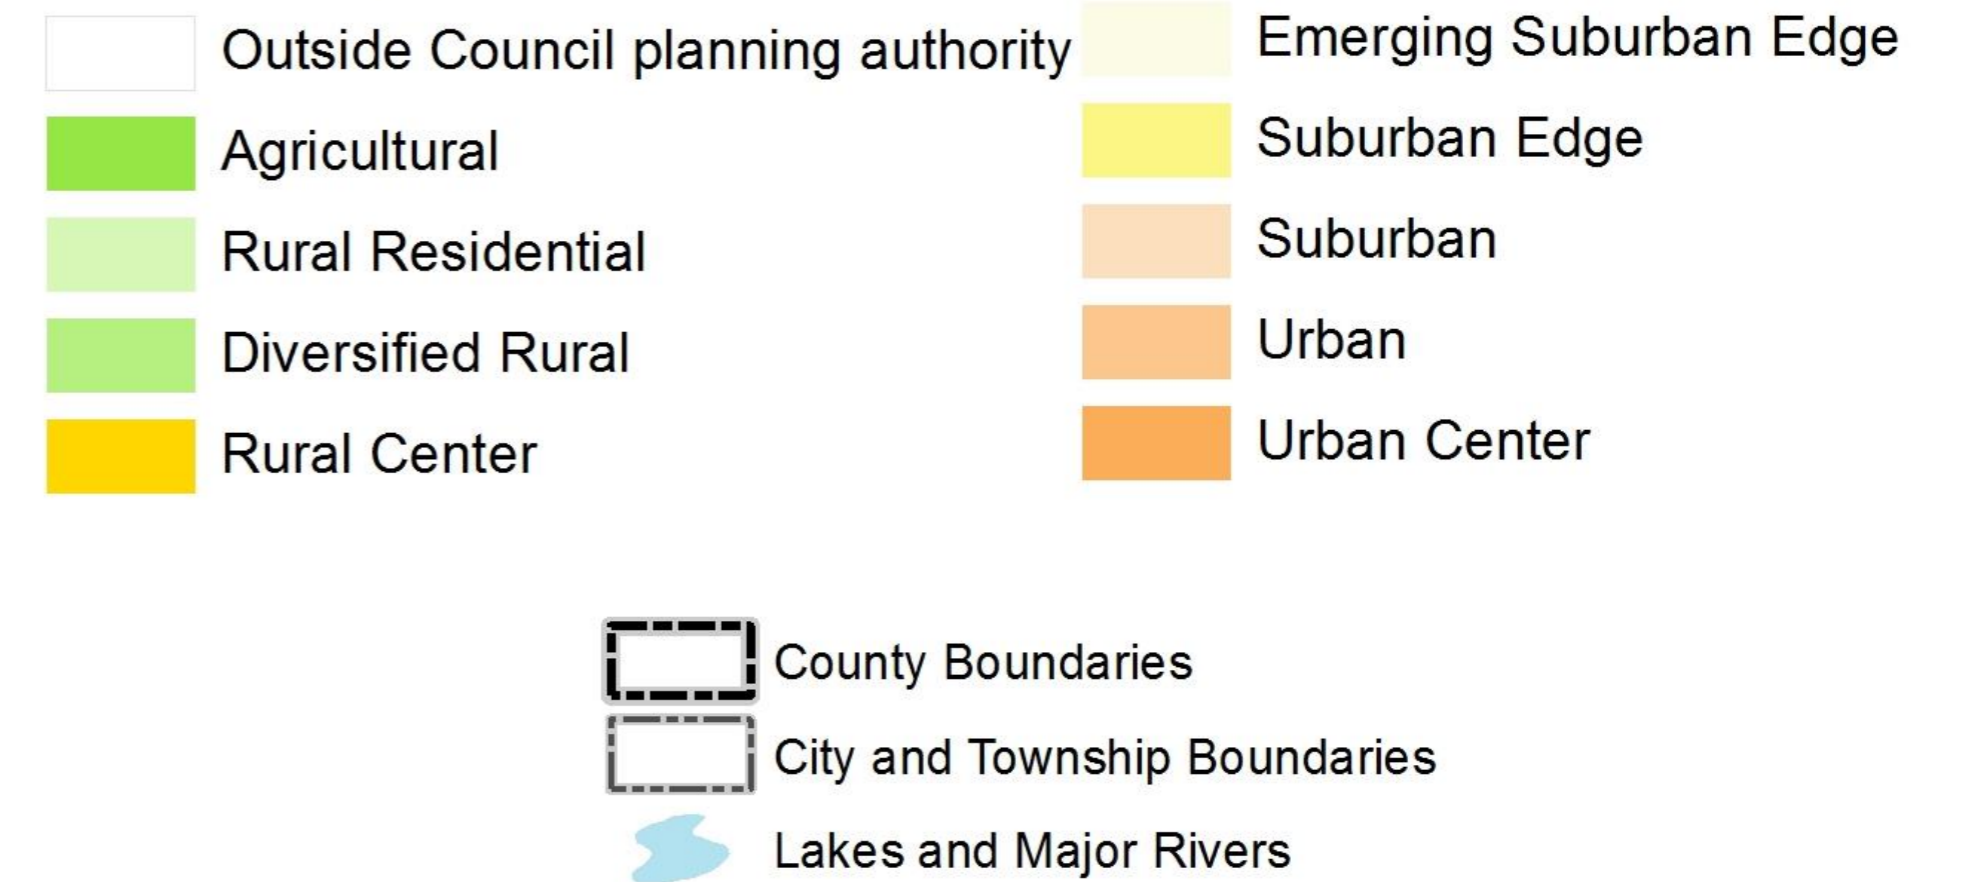 Outside Council planning authority
Agricultural
Rural Residential
Diversified Rural
Rural Center
Emerging Suburban Edge
Suburban Edge
Suburban
Urban
Urban Center
County Boundaries
City and Township Boundaries
Lakes and Major Rivers